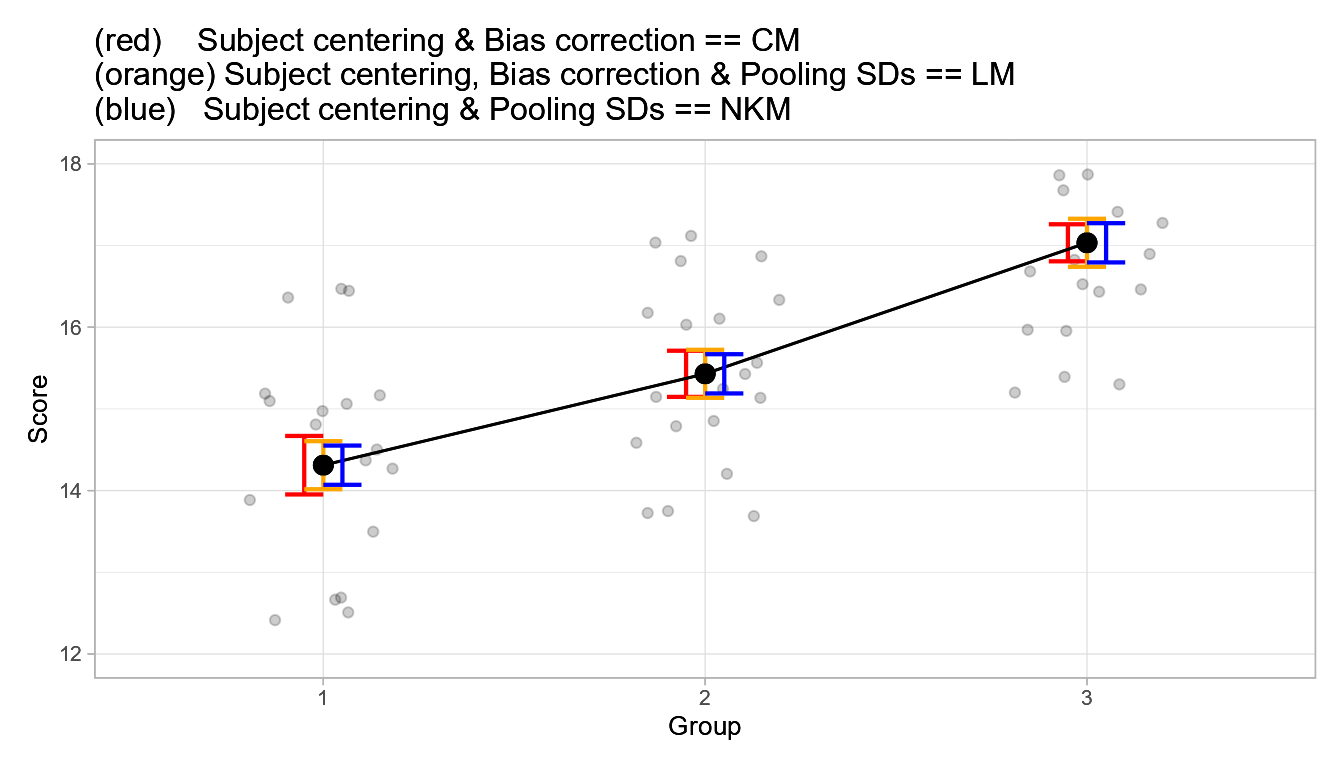 (red) Subject centering & Bias correction == CM
(orange) Subject centering, Bias correction & Pooling SDs == LM
(blue) Subject centering & Pooling SDs == NKM
18
16
14
12
Score
1 2 3
Group